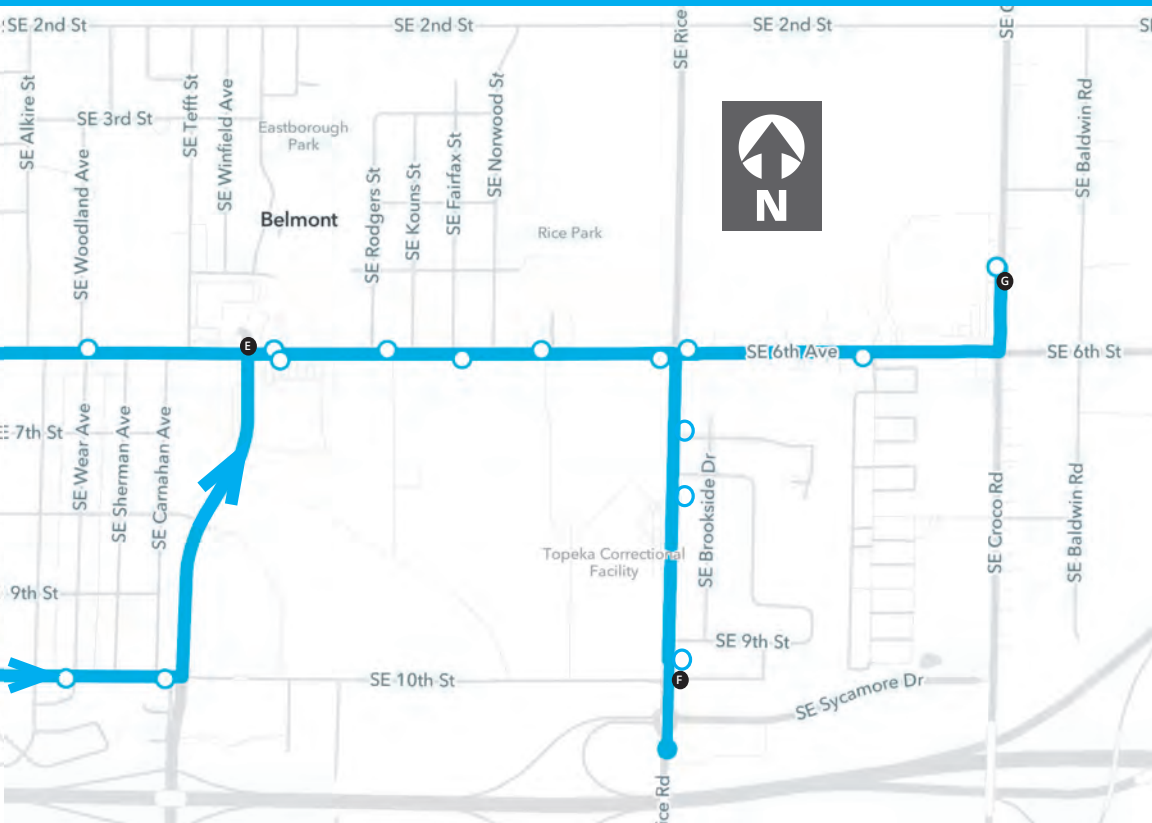 SE 2nd St
SE 2nd St
SE 2nd St
SE Rice
SE Alkire St
SE 3rd St
SE Tefft St
SE Winfield Ave
SE Woodland Ave
Eastborough
Park
Belmont
SE Rodgers St
SE Kouns St
SE Fairfax St
SE Norwood St
Rice Park
N
SE Baldwin Rd
G
E
SE 6th Ave
SE 6th St
7th St
SE Wear Ave
SE Sherman Ave
SE Carnahan Ave
SE Brookside Dr
SE Croco Rd
SE Baldwin Rd
Topeka Correctional
Facility
9th St
SE 9th St
SE 10th St
F
SE Sycamore Dr
ice Rd